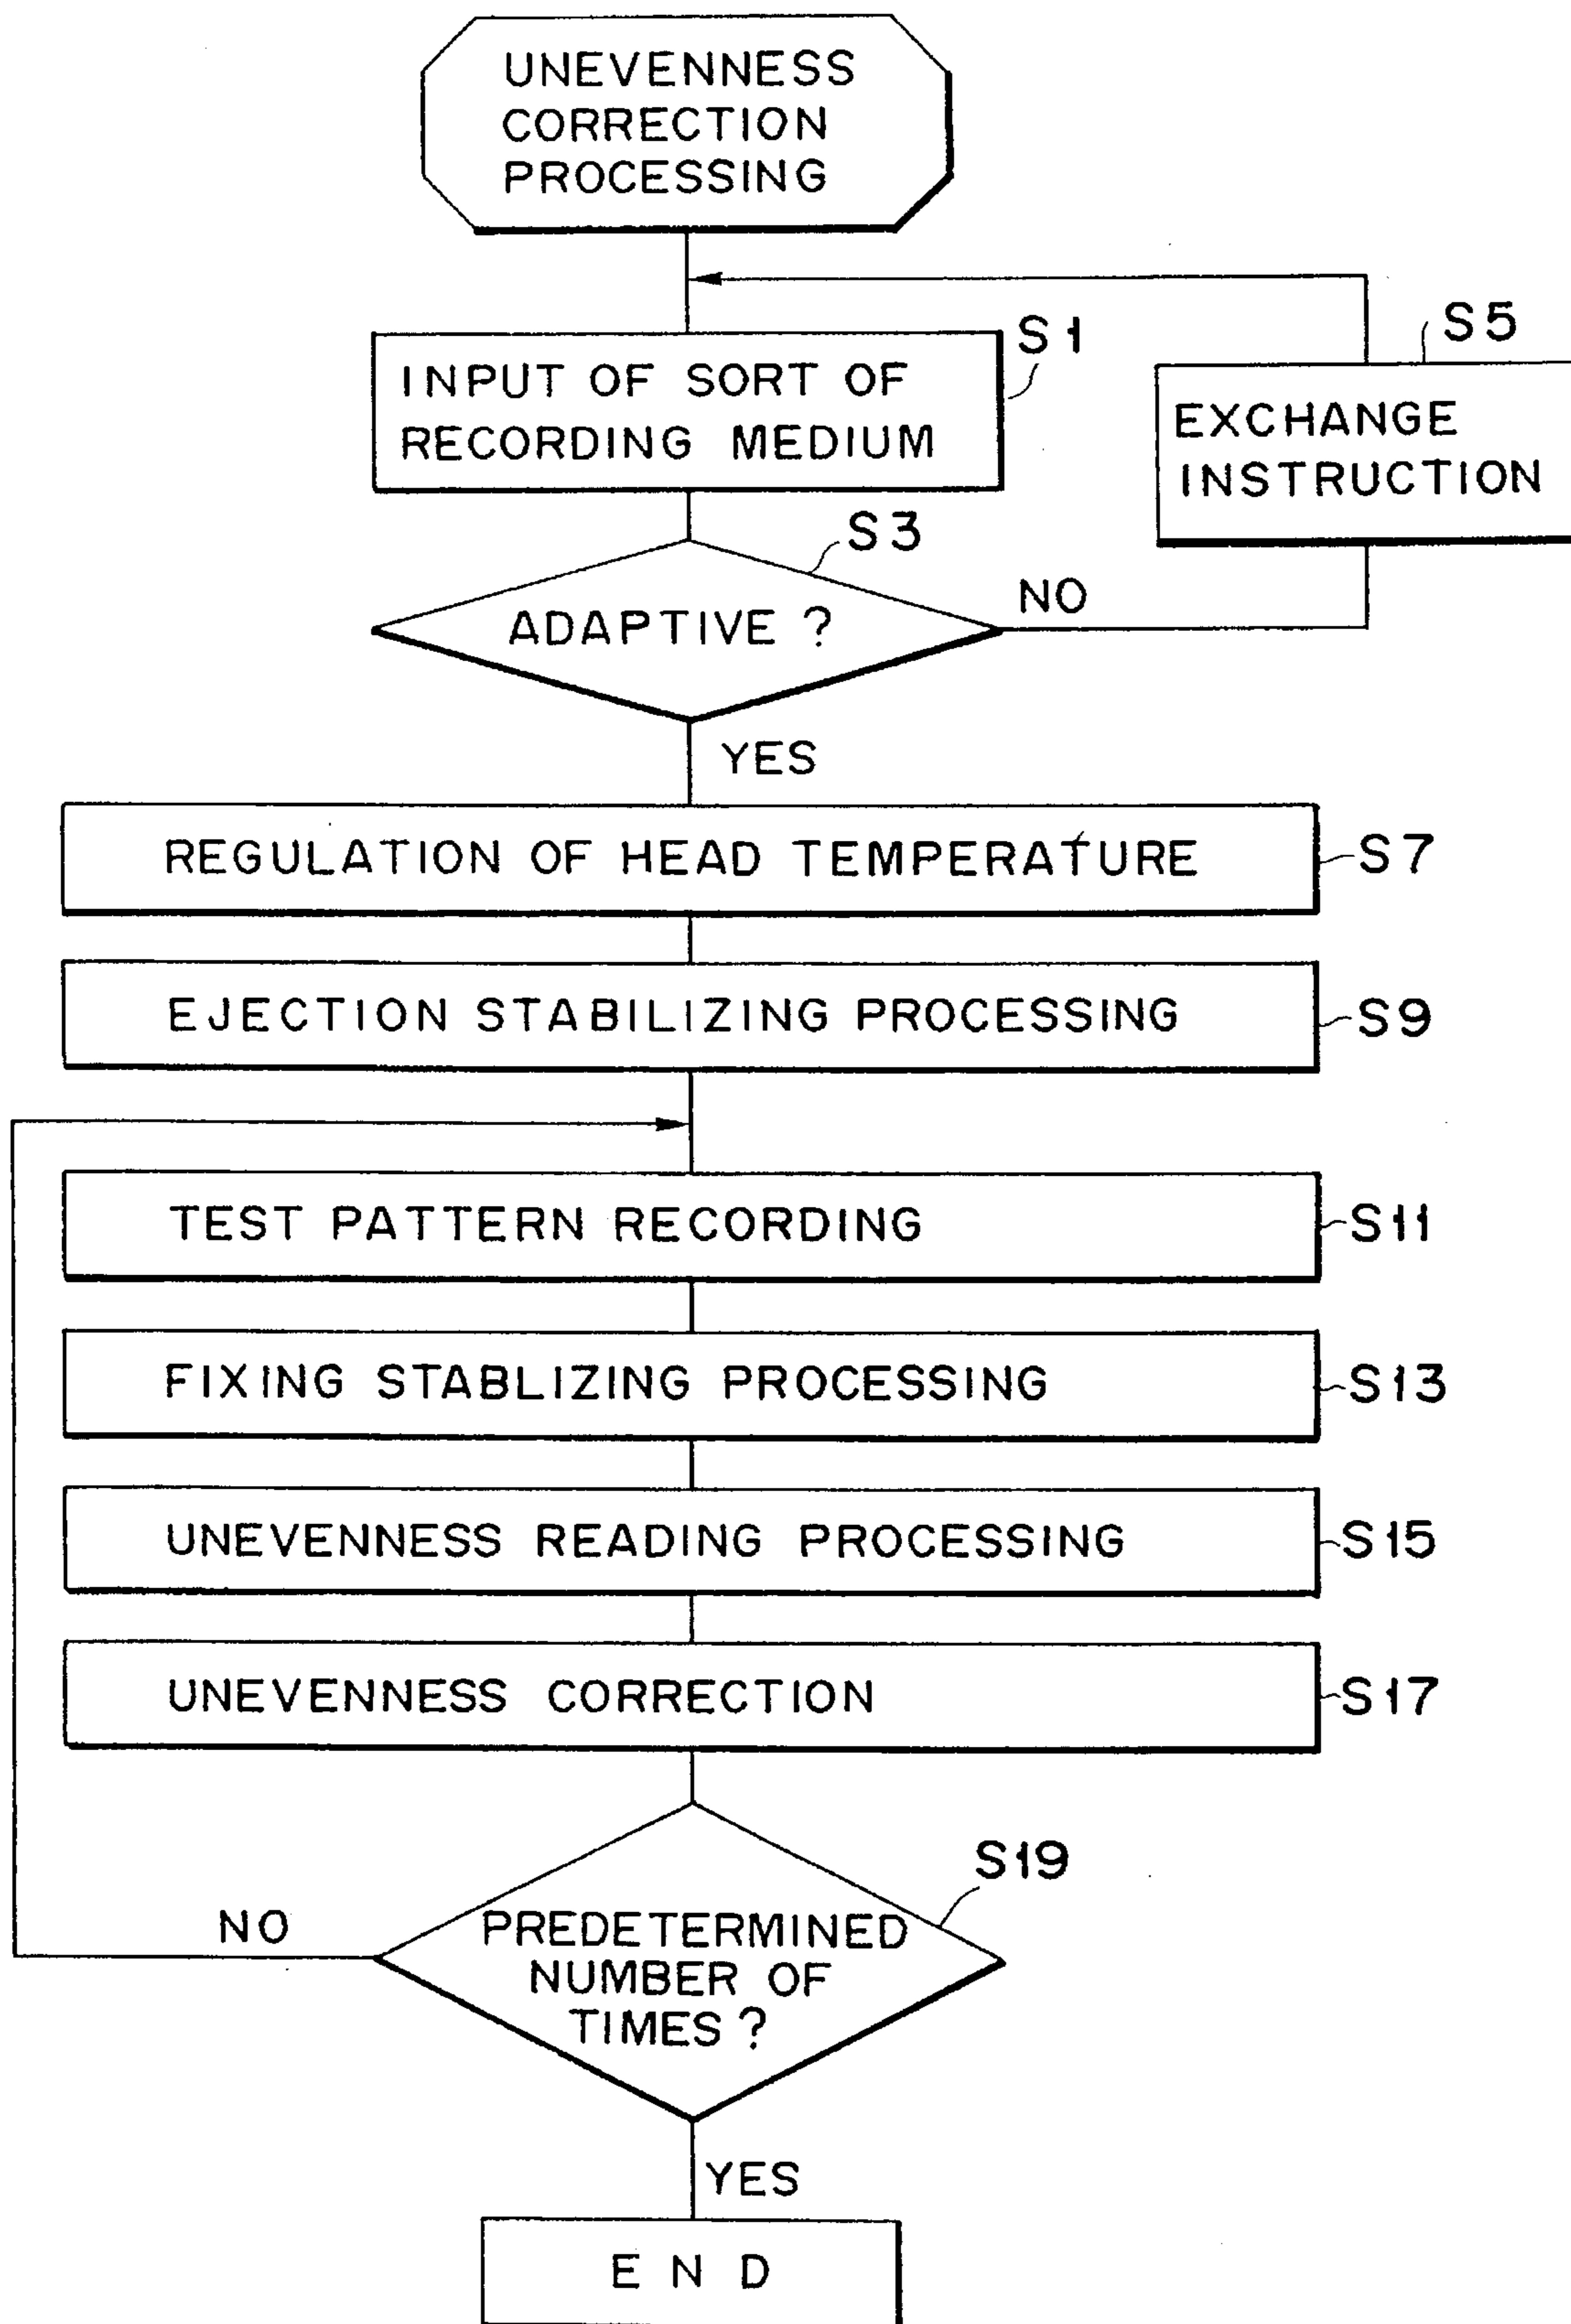 UNEVENNESS
CORRECTION
PROCESSING
S1
INPUT OF SORT OF
RECORDING MEDIUM
S5
EXCHANGE
INSTRUCTION
S3
ADAPTIVE ?
NO
YES
REGULATION OF HEAD TEMPERATURE
S7
EJECTION STABILIZING PROCESSING
S9
TEST PATTERN RECORDING
S11
FIXING STABLIZING PROCESSING
S13
UNEVENNESS READING PROCESSING
S15
UNEVENNESS CORRECTION
S17
S19
PREDETERMINED
NUMBER OF
TIMES ?
NO
YES
END